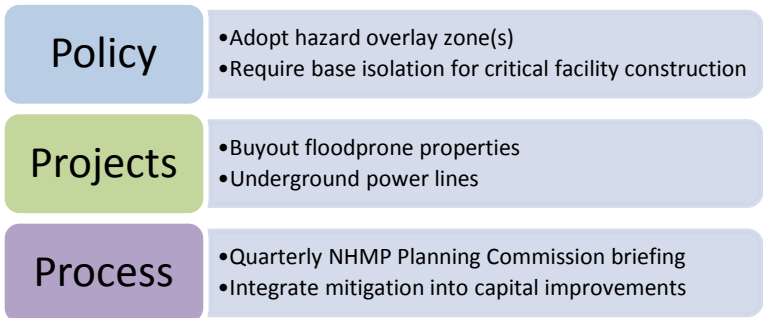 Policy
•Adopt hazard overlay zone(s)
•Require base isolation for critical facility construction
Projects
•Buyout floodprone properties
•Underground power lines
Process
•Quarterly NHMP Planning Commission briefing
•Integrate mitigation into capital improvements